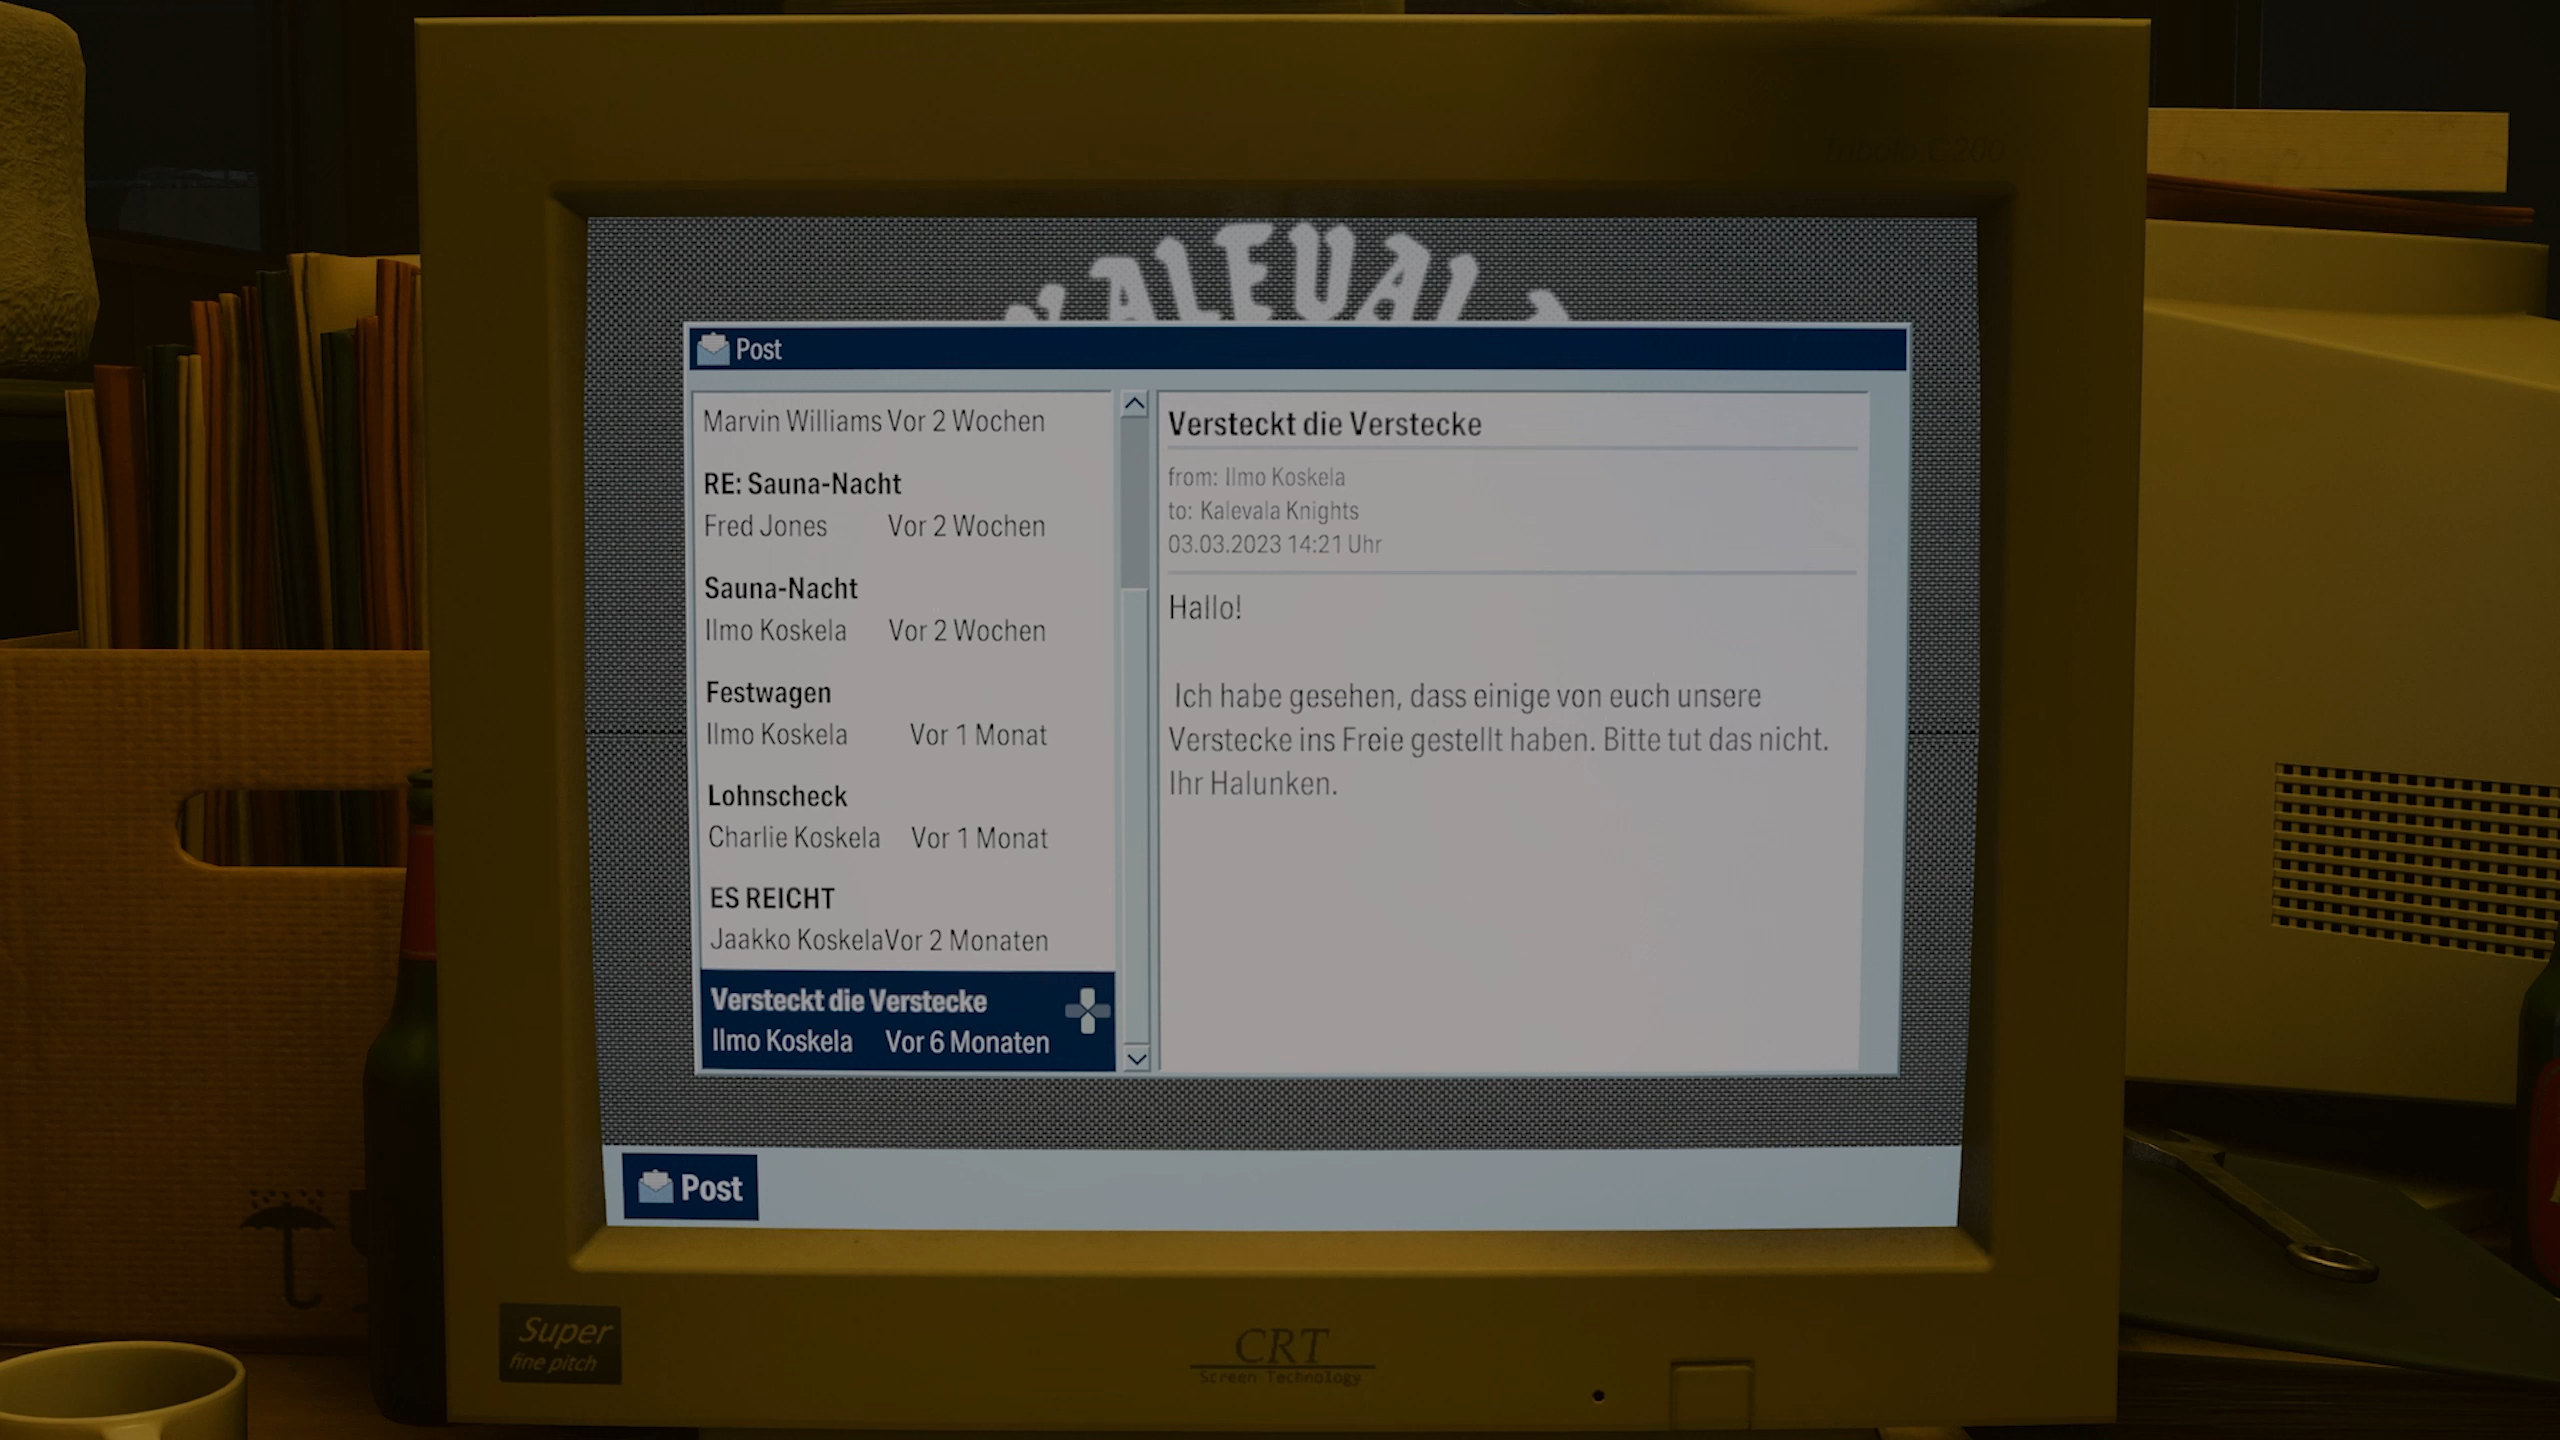 KALEVALA
Post
Marvin Williams Vor 2 Wochen
RE: Sauna-Nacht
Fred Jones Vor 2 Wochen
Sauna-Nacht
Ilmo Koskela Vor 2 Wochen
Festwagen
Ilmo Koskela Vor 1 Monat
Lohnscheck
Charlie Koskela Vor 1 Monat
ES REICHT
Jaakko Koskela Vor 2 Monaten
Versteckt die Verstecke
Ilmo Koskela Vor 6 Monaten
Versteckt die Verstecke
from: Ilmo Koskela
to: Kalevala Knights
03.03.2023 14:21 Uhr
Hallo!
Ich habe gesehen, dass einige von euch unsere
Verstecke ins Freie gestellt haben. Bitte tut das nicht.
Ihr Halunken.
Post
Super
fine pitch
CRT
Screen Technology